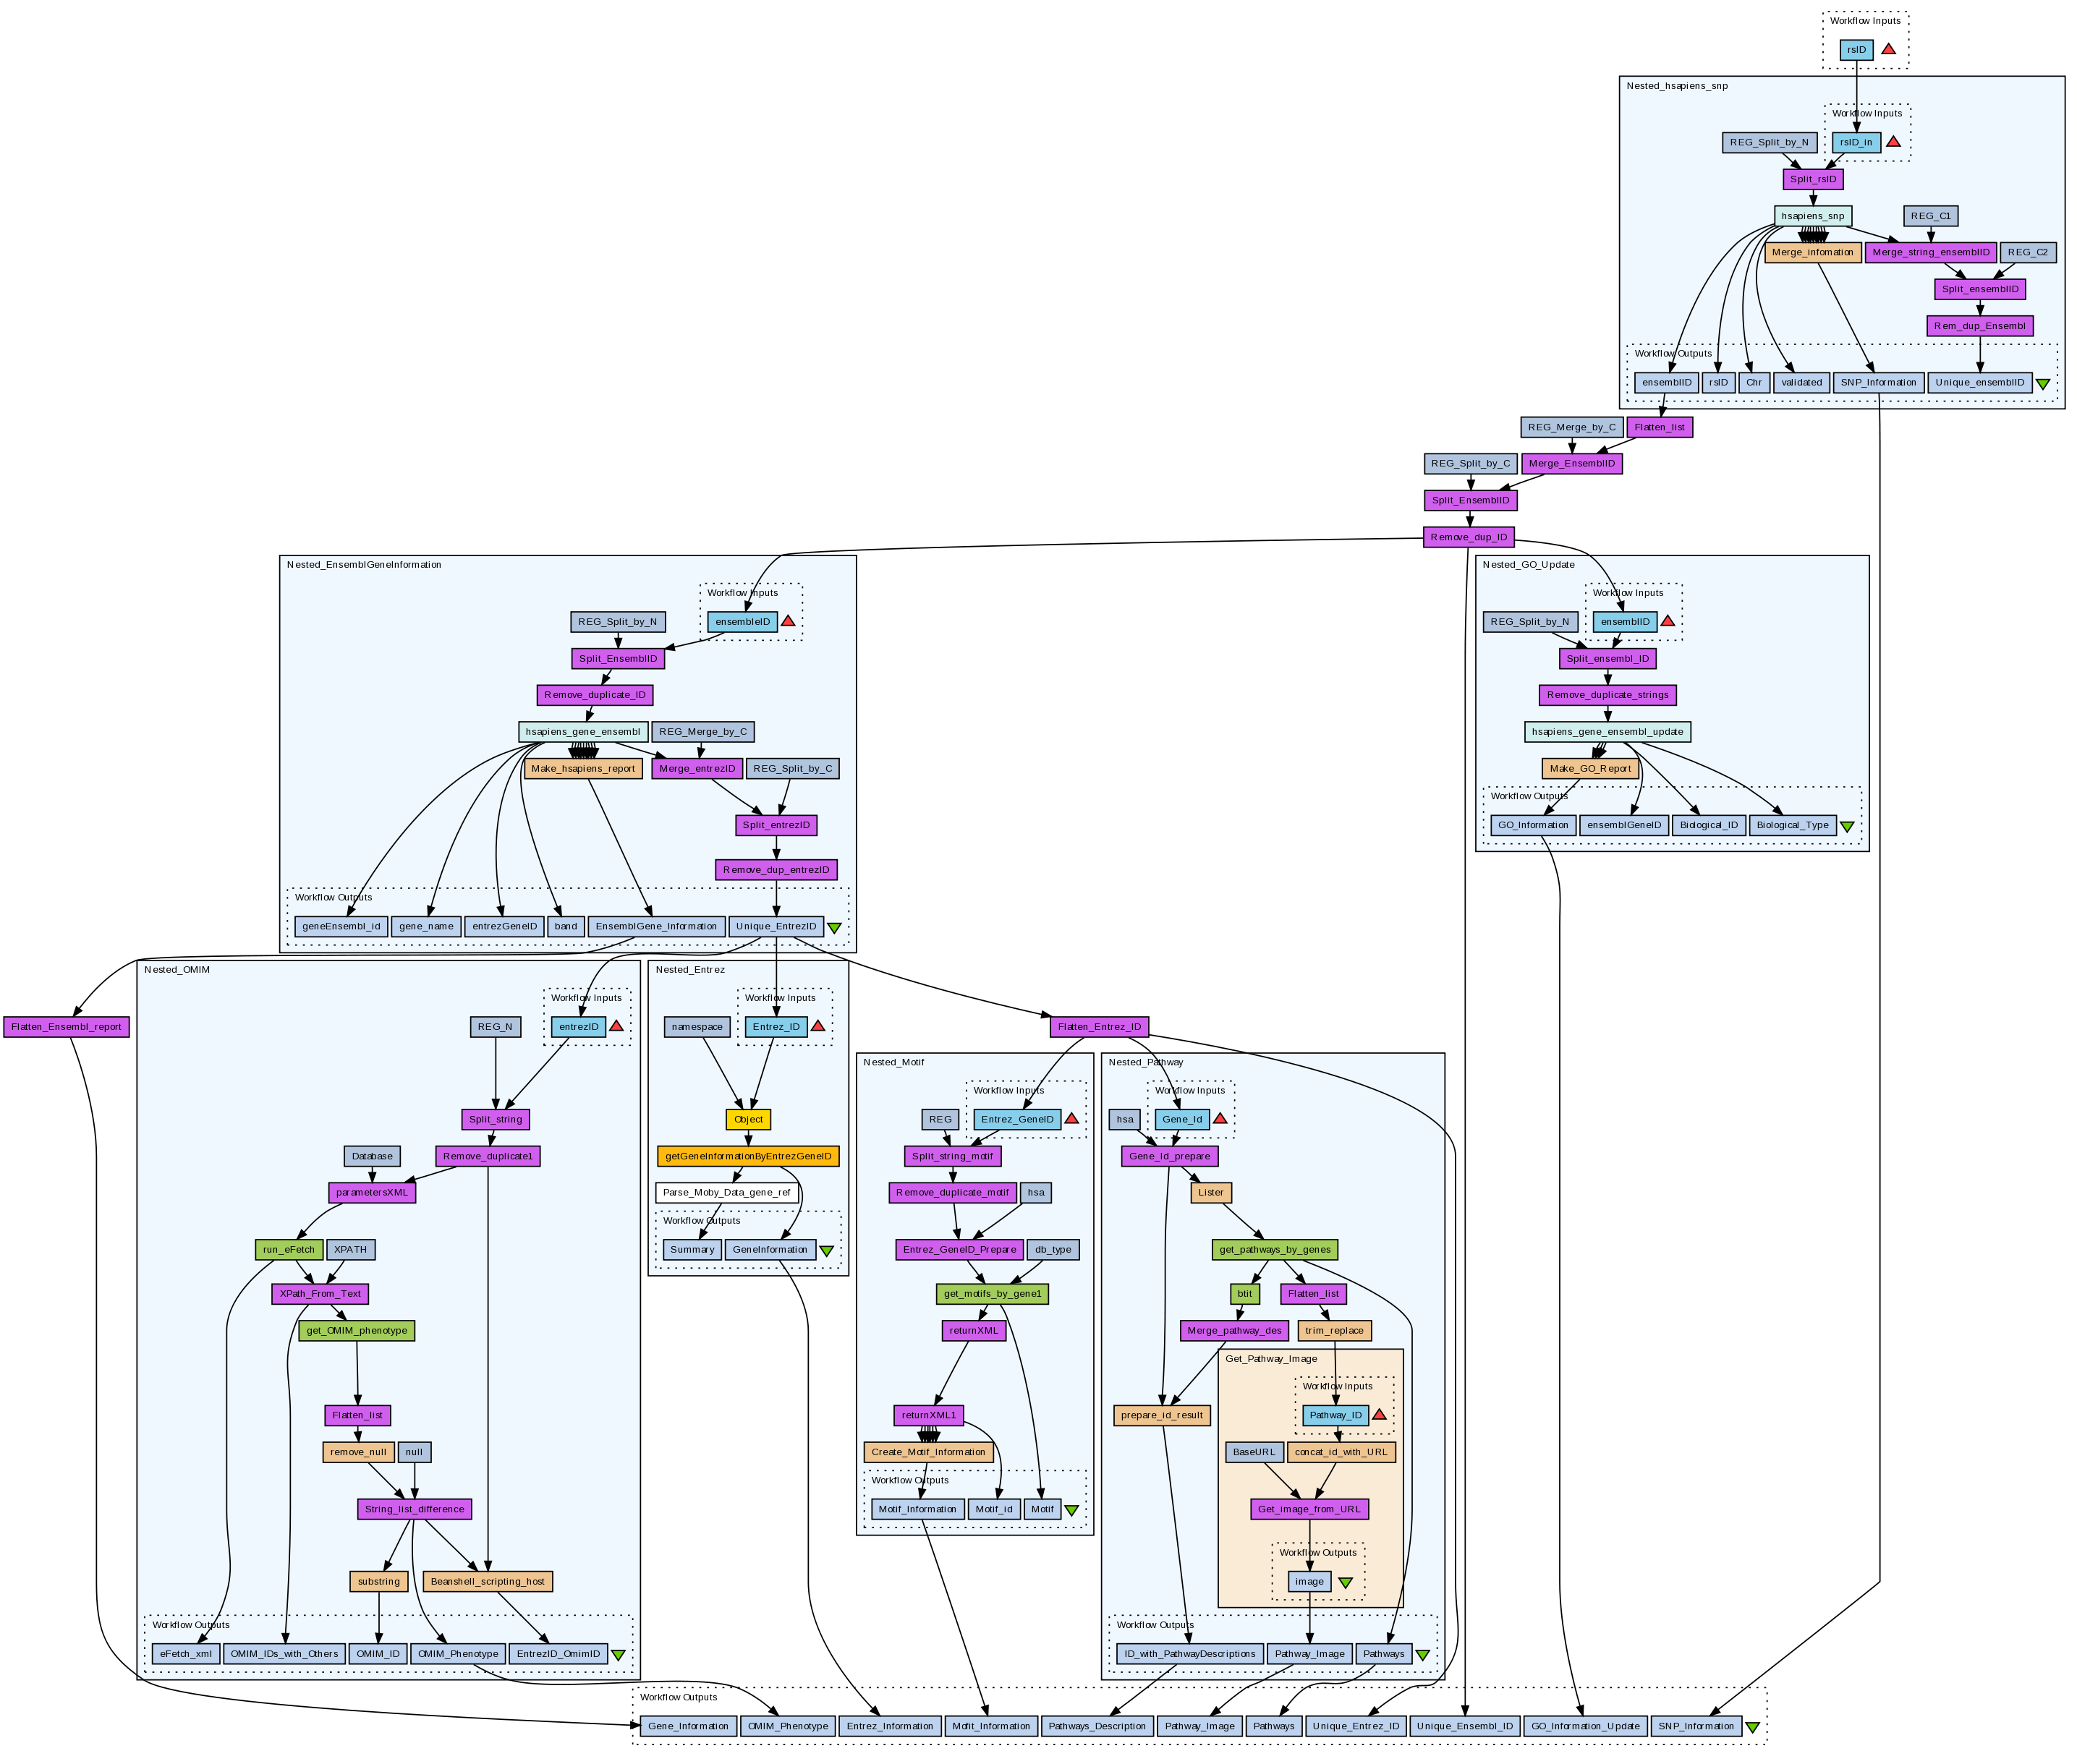 Workflow Inputs
rsID
Nested_hsapiens_snp
Workflow Inputs
REG_Split_by_N
rsID_in
Split_rsID
hsapiens_snp
REG_C1
Merge_infomation
Merge_string_ensemblID
REG_C2
Split_ensemblID
Rem_dup_Ensembl
Workflow Outputs
ensemblID
rsID
Chr
validated
SNP_Information
Unique_ensemblID
REG_Merge_by_C
Flatten_list
REG_Split_by_C
Merge_EnsemblID
Split_EnsemblID
Remove_dup_ID
Nested_EnsemblGeneInformation
Workflow Inputs
REG_Split_by_N
ensembleID
Split_EnsemblID
Remove_duplicate_ID
hsapiens_gene_ensembl
REG_Merge_by_C
Make_hsapiens_report
Merge_entrezID
REG_Split_by_C
Split_entrezID
Remove_dup_entrezID
Workflow Outputs
geneEnsembl_id
gene_name
entrezGeneID
band
EnsemblGene_Information
Unique_EntrezID
Nested_GO_Update
Workflow Inputs
REG_Split_by_N
ensemblID
Split_ensembl_ID
Remove_duplicate_strings
hsapiens_gene_ensembl_update
Make_GO_Report
Workflow Outputs
GO_Information
ensemblGeneID
Biological_ID
Biological_Type
Flatten_Ensembl_report
Nested_OMIM
Workflow Inputs
REG_N
entrezID
Split_string
Database
Remove_duplicate1
parametersXML
run_eFetch
XPATH
XPath_From_Text
get_OMIM_phenotype
Flatten_list
remove_null
null
String_list_difference
substring
Beanshell_scripting_host
Workflow Outputs
eFetch_xml
OMIM_IDs_with_Others
OMIM_ID
OMIM_Phenotype
EntrezID_OmimID
Nested_Entrez
Workflow Inputs
namespace
Entrez_ID
Object
getGeneInformationByEntrezGeneID
Parse_Moby_Data_gene_ref
Workflow Outputs
Summary
GeneInformation
Flatten_Entrez_ID
Nested_Motif
Workflow Inputs
REG
Entrez_GeneID
Split_string_motif
Remove_duplicate_motif
hsa
Entrez_GeneID_Prepare
db_type
get_motifs_by_gene1
returnXML
returnXML1
Create_Motif_Information
Workflow Outputs
Motif_Information
Motif_id
Motif
Nested_Pathway
Workflow Inputs
hsa
Gene_Id
Gene_Id_prepare
Lister
get_pathways_by_genes
btit
Flatten_list
Merge_pathway_des
trim_replace
Get_Pathway_Image
Workflow Inputs
prepare_id_result
Pathway_ID
BaseURL
concat_id_with_URL
Get_image_from_URL
Workflow Outputs
image
Workflow Outputs
ID_with_PathwayDescriptions
Pathway_Image
Pathways
Workflow Outputs
Gene_Information
OMIM_Phenotype
Entrez_Information
Mofit_Information
Pathways_Description
Pathway_Image
Pathways
Unique_Entrez_ID
Unique_Ensembl_ID
GO_Information_Update
SNP_Information